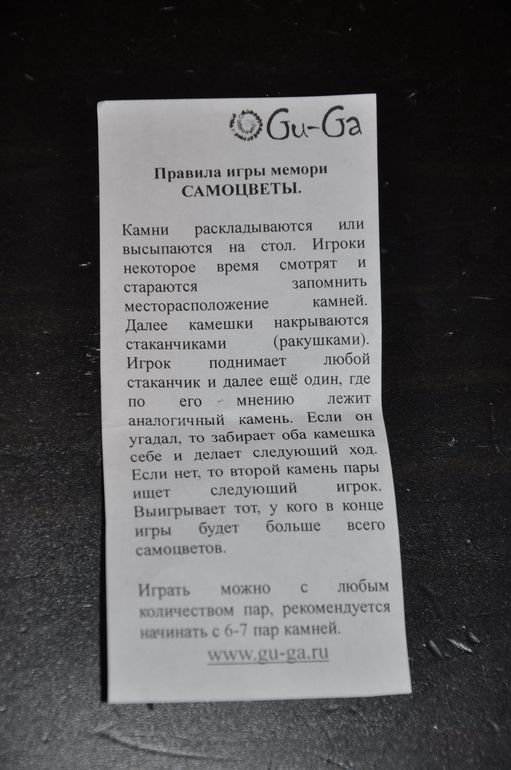 Gu-Ga
Правила игры мемори
САМОЦВЕТЫ.
Камни раскладываются или
высыпаются на стол. Игроки
некоторое время смотрят и
стараются запомнить
месторасположение камней.
Далее камешки накрываются
стаканчиками (ракушками).
Игрок поднимает любой
стаканчик и далее ещё один, где
по его мнению лежит
аналогичный камень. Если он
угадал, то забирает оба камешка
себе и делает следующий ход.
Если нет, то второй камень пары
ищет следующий игрок.
Выигрывает тот, у кого в конце
игры будет больше всего
самоцветов.
Играть можно с любым
количеством пар, рекомендуется
начинать с 6-7 пар камней.
www.gu-ga.ru